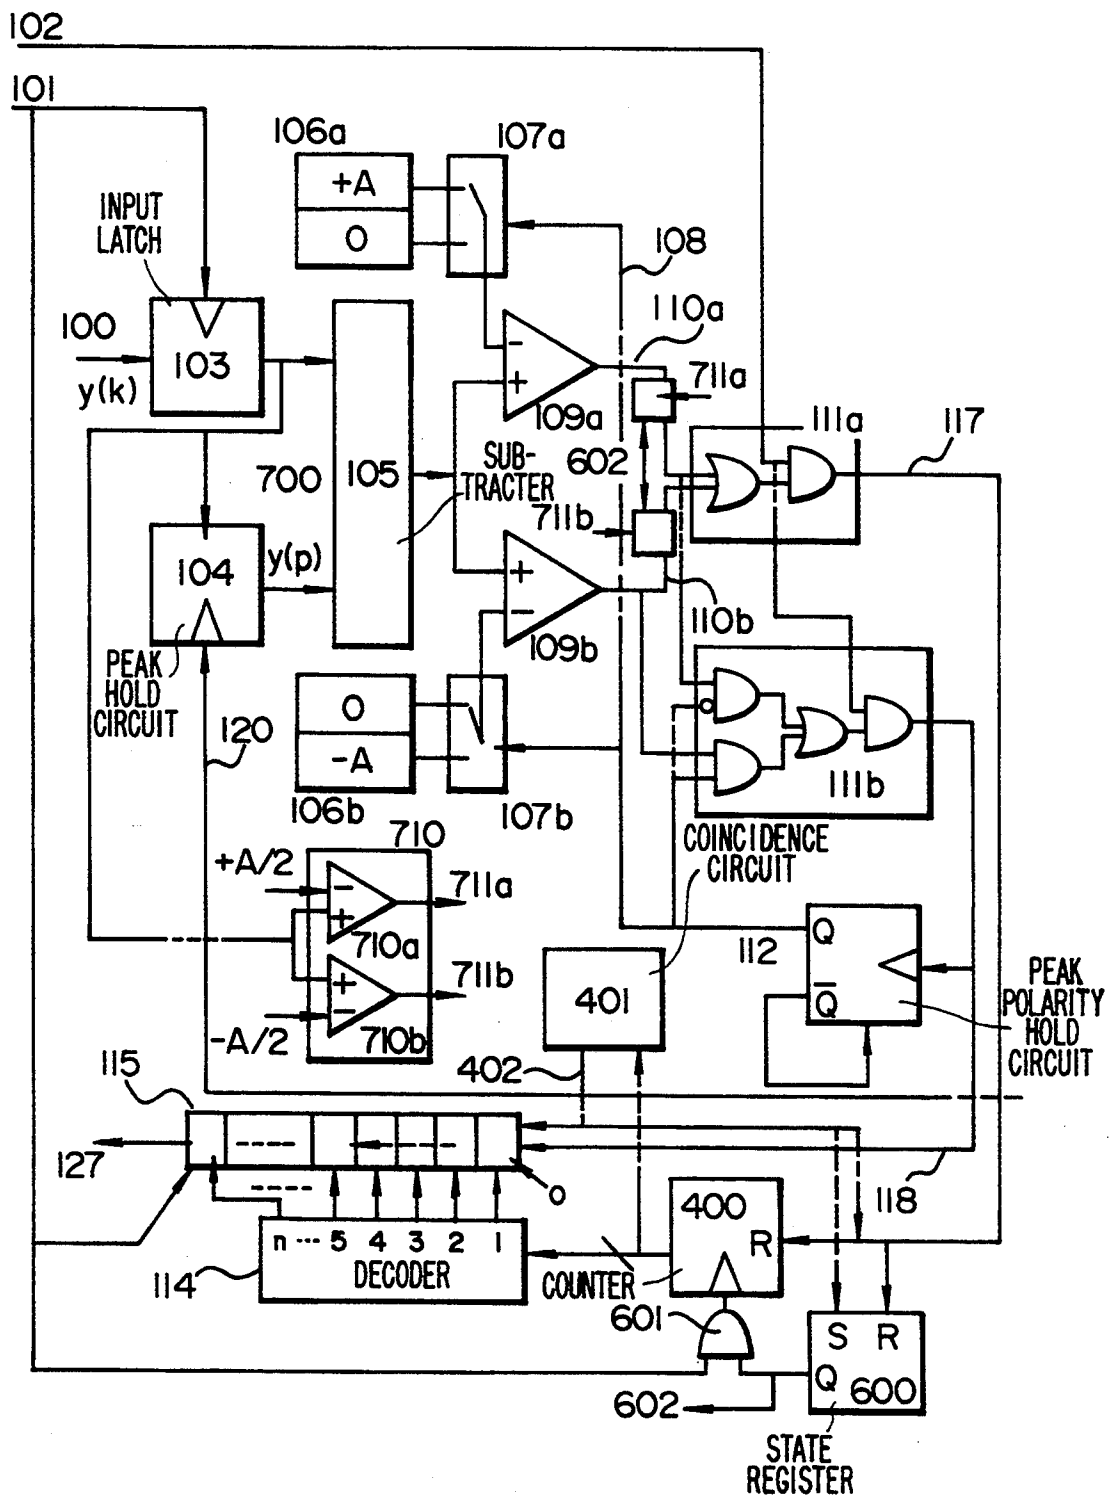 102
101
106a
107a
+A
0
INPUT
LATCH
108
110a
100
y(k)
103
-
+
109a
711a
111a
117
700
105
SUB-
TRACTER
602
711b
104
y(p)
+
-
109b
110b
PEAK
HOLD
CIRCUIT
120
0
-A
106b
107b
111b
COINCIDENCE
CIRCUIT
710
+A/2
-
+
710a
711a
+
-
710b
711b
-A/2
112
Q
Q̅
PEAK
POLARITY
HOLD
CIRCUIT
401
402
115
127
0
118
n ... 5 4 3 2 1
DECODER
114
COUNTER
400
R
601
S R
Q
600
602
STATE
REGISTER